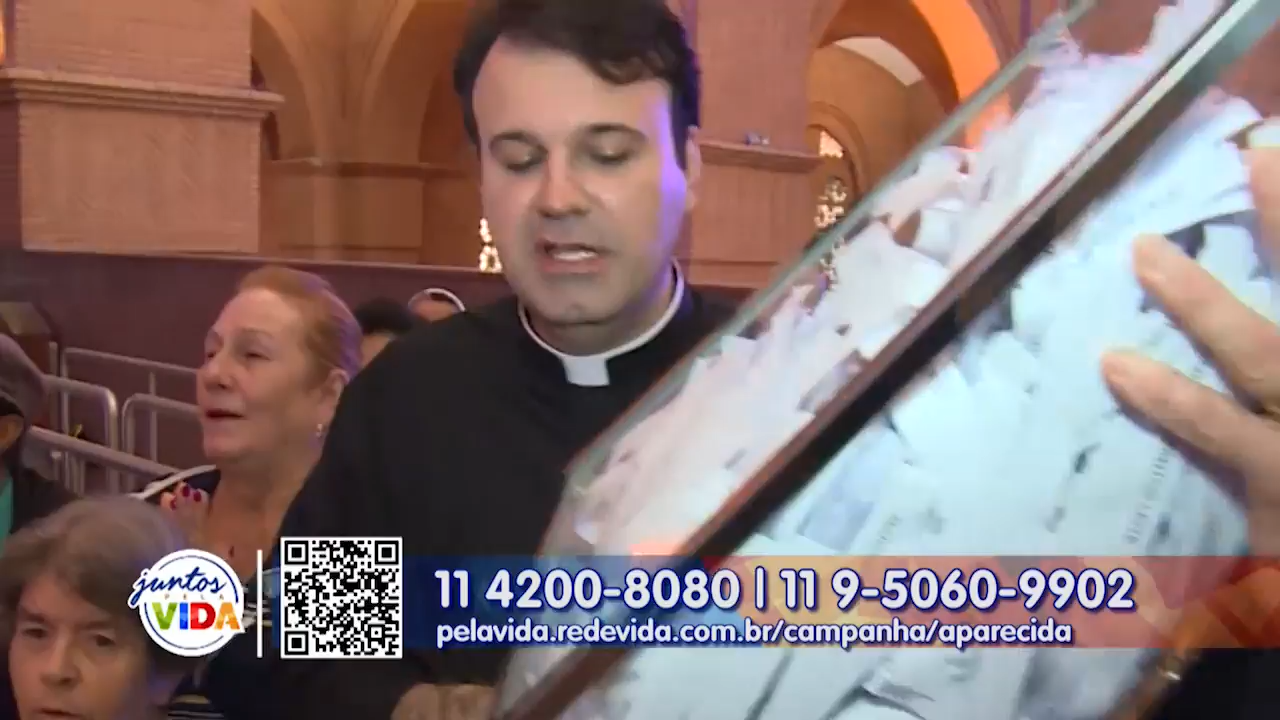 juntos
PELA
VIDA
11 4200-8080 | 11 9-5060-9902
pelavida.redevida.com.br/campanha/aparecida